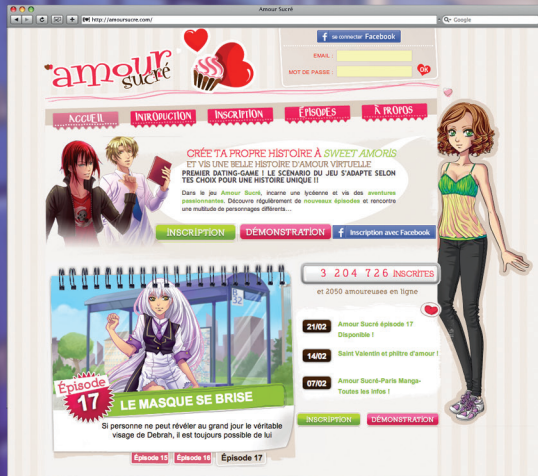 Amour Sucré
http://amoursucre.com/
Google
amour
sucré
se connecter Facebook
EMAIL :
MOT DE PASSE :
OK
ACCUEIL
INTRODUCTION
INSCRIPTION
ÉPISODES
À PROPOS
CRÉE TA PROPRE HISTOIRE À SWEET AMORIS
ET VIS UNE BELLE HISTOIRE D'AMOUR VIRTUELLE
PREMIER DATING-GAME ! LE SCENARIO DU JEU S'ADAPTE SELON
TES CHOIX POUR UNE HISTOIRE UNIQUE !!
Dans le jeu Amour Sucré, incarne une lycéenne et vis des aventures
passionnantes. Découvre régulièrement de nouveaux épisodes et rencontre
une multitude de personnages différents....
INSCRIPTION
DÉMONSTRATION
Inscription avec Facebook
3 204 726 INSCRITES
et 2050 amoureuses en ligne
21/02
Amour Sucré épisode 17
Disponible !
14/02
Saint Valentin et philtre d'amour !
07/02
Amour Sucré-Paris Manga-
Toutes les infos !
INSCRIPTION
DÉMONSTRATION
Épisode
17
LE MASQUE SE BRISE
Si personne ne peut révéler au grand jour le véritable
visage de Debrah, il est toujours possible de lui
Épisode 15
Épisode 16
Épisode 17